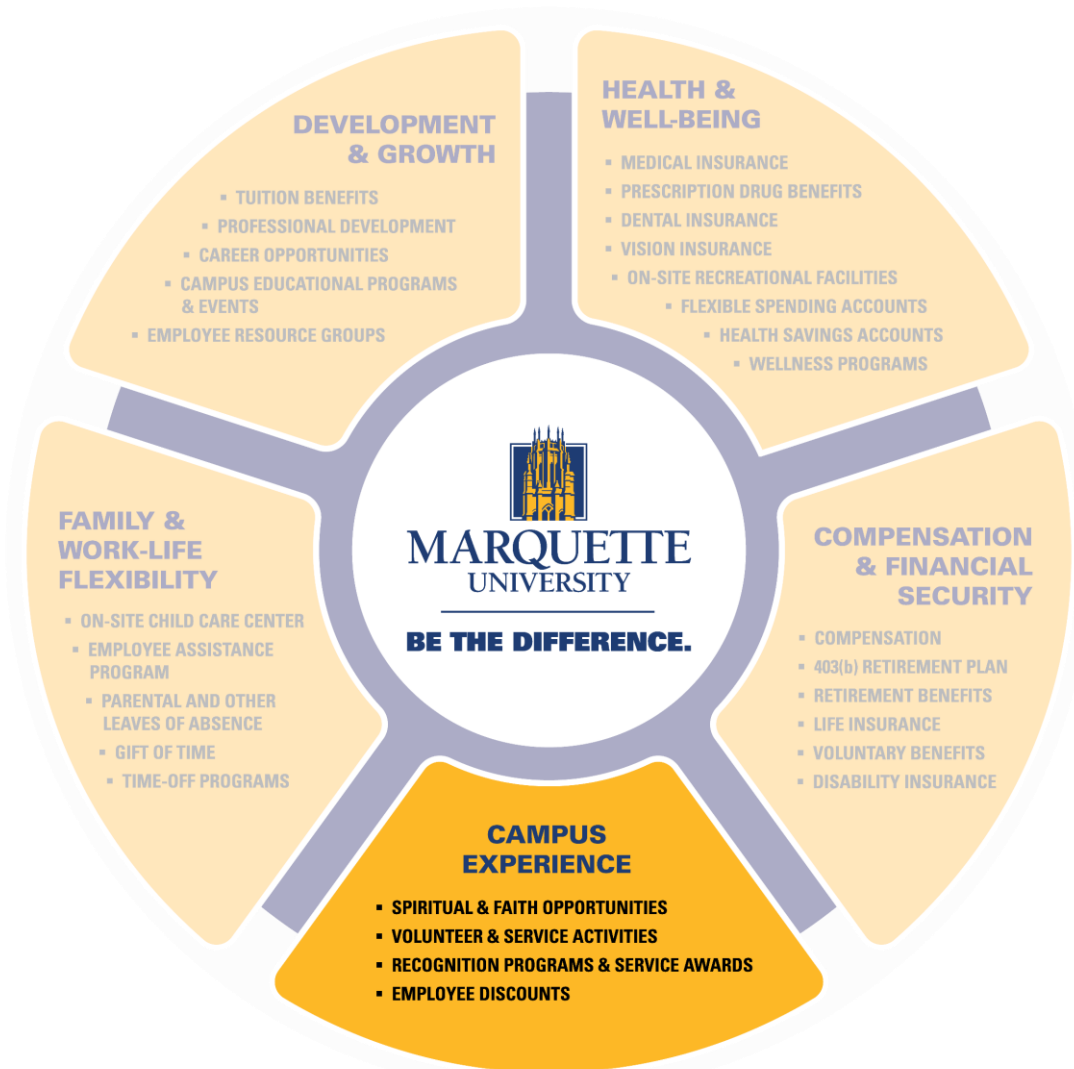 DEVELOPMENT
& GROWTH
▪ TUITION BENEFITS
▪ PROFESSIONAL DEVELOPMENT
▪ CAREER OPPORTUNITIES
▪ CAMPUS EDUCATIONAL PROGRAMS
& EVENTS
▪ EMPLOYEE RESOURCE GROUPS
HEALTH &
WELL-BEING
▪ MEDICAL INSURANCE
▪ PRESCRIPTION DRUG BENEFITS
▪ DENTAL INSURANCE
▪ VISION INSURANCE
▪ ON-SITE RECREATIONAL FACILITIES
▪ FLEXIBLE SPENDING ACCOUNTS
▪ HEALTH SAVINGS ACCOUNTS
▪ WELLNESS PROGRAMS
FAMILY &
WORK-LIFE
FLEXIBILITY
▪ ON-SITE CHILD CARE CENTER
▪ EMPLOYEE ASSISTANCE
PROGRAM
▪ PARENTAL AND OTHER
LEAVES OF ABSENCE
▪ GIFT OF TIME
▪ TIME-OFF PROGRAMS
MARQUETTE
UNIVERSITY
BE THE DIFFERENCE.
COMPENSATION
& FINANCIAL
SECURITY
▪ COMPENSATION
▪ 403(b) RETIREMENT PLAN
▪ RETIREMENT BENEFITS
▪ LIFE INSURANCE
▪ VOLUNTARY BENEFITS
▪ DISABILITY INSURANCE
CAMPUS
EXPERIENCE
▪ SPIRITUAL & FAITH OPPORTUNITIES
▪ VOLUNTEER & SERVICE ACTIVITIES
▪ RECOGNITION PROGRAMS & SERVICE AWARDS
▪ EMPLOYEE DISCOUNTS